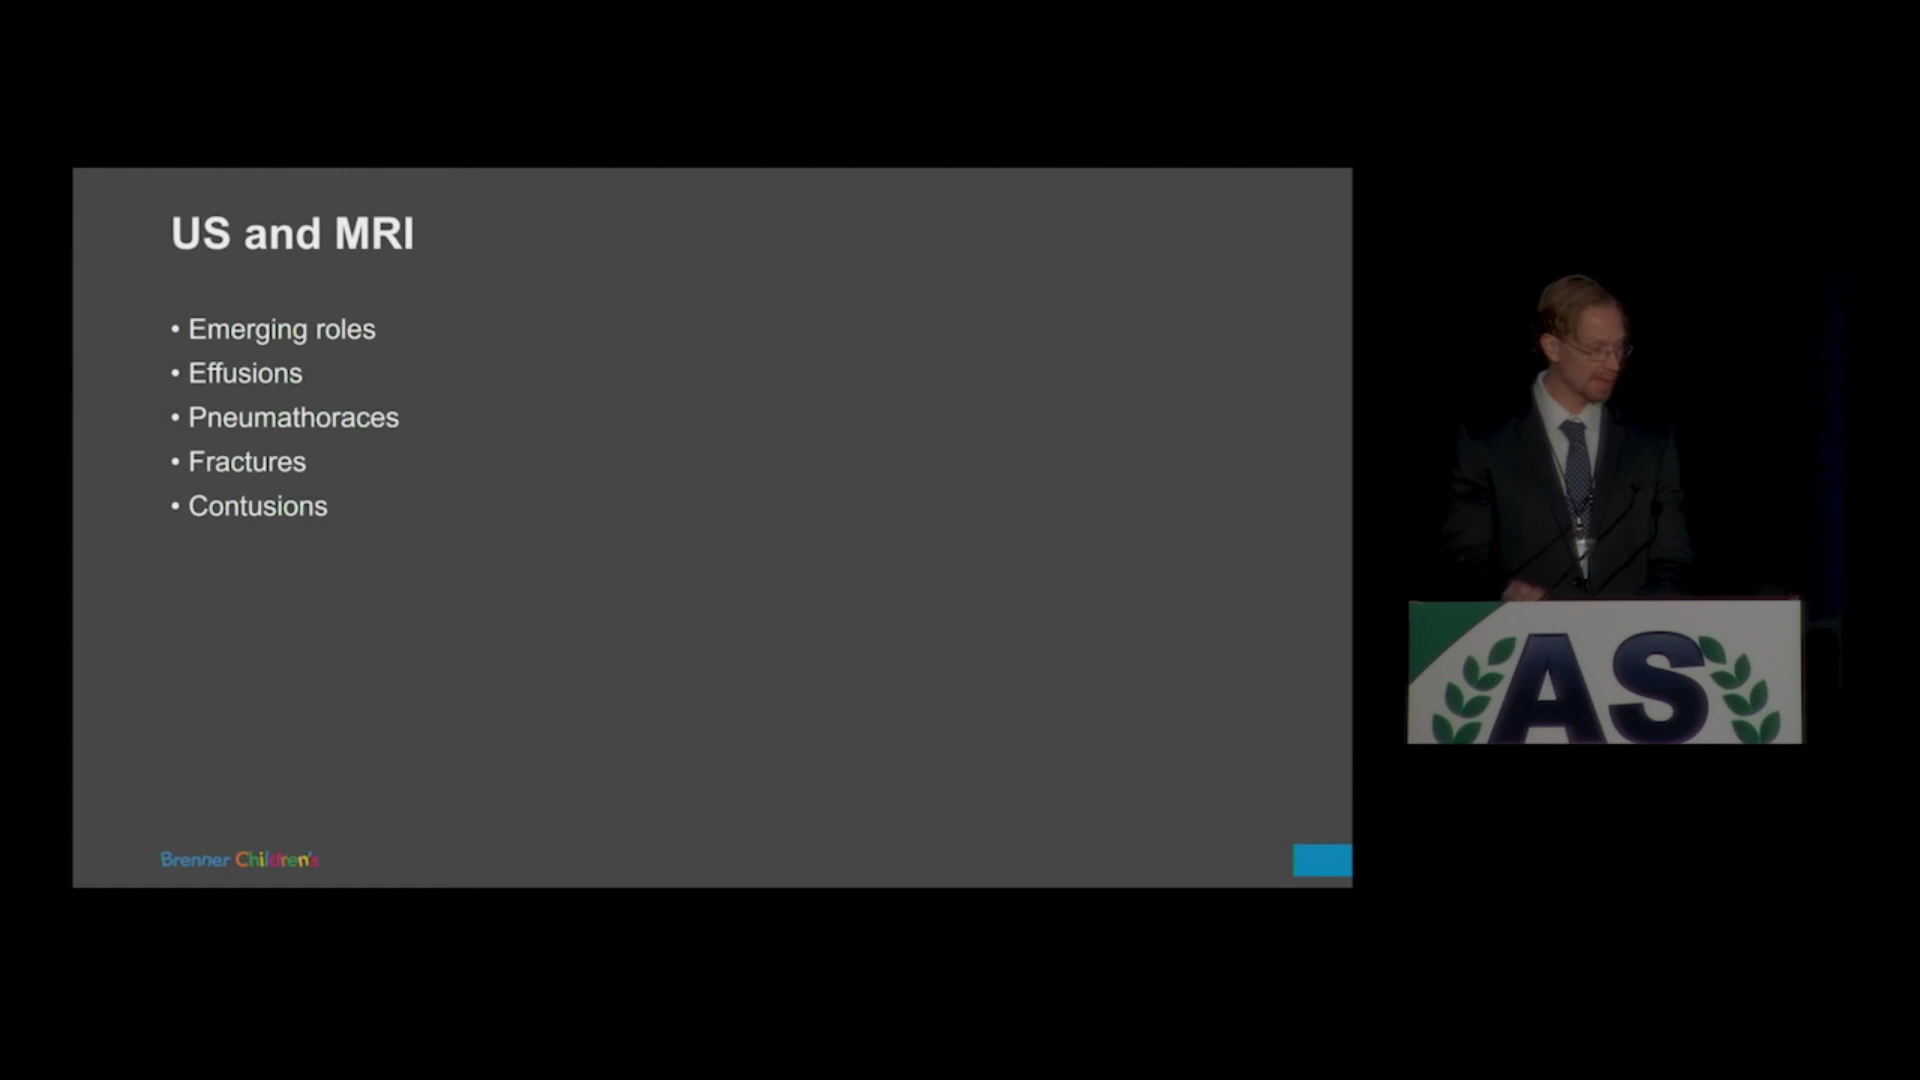 US and MRI
• Emerging roles
• Effusions
• Pneumathoraces
• Fractures
• Contusions
Brenner Children's
AS